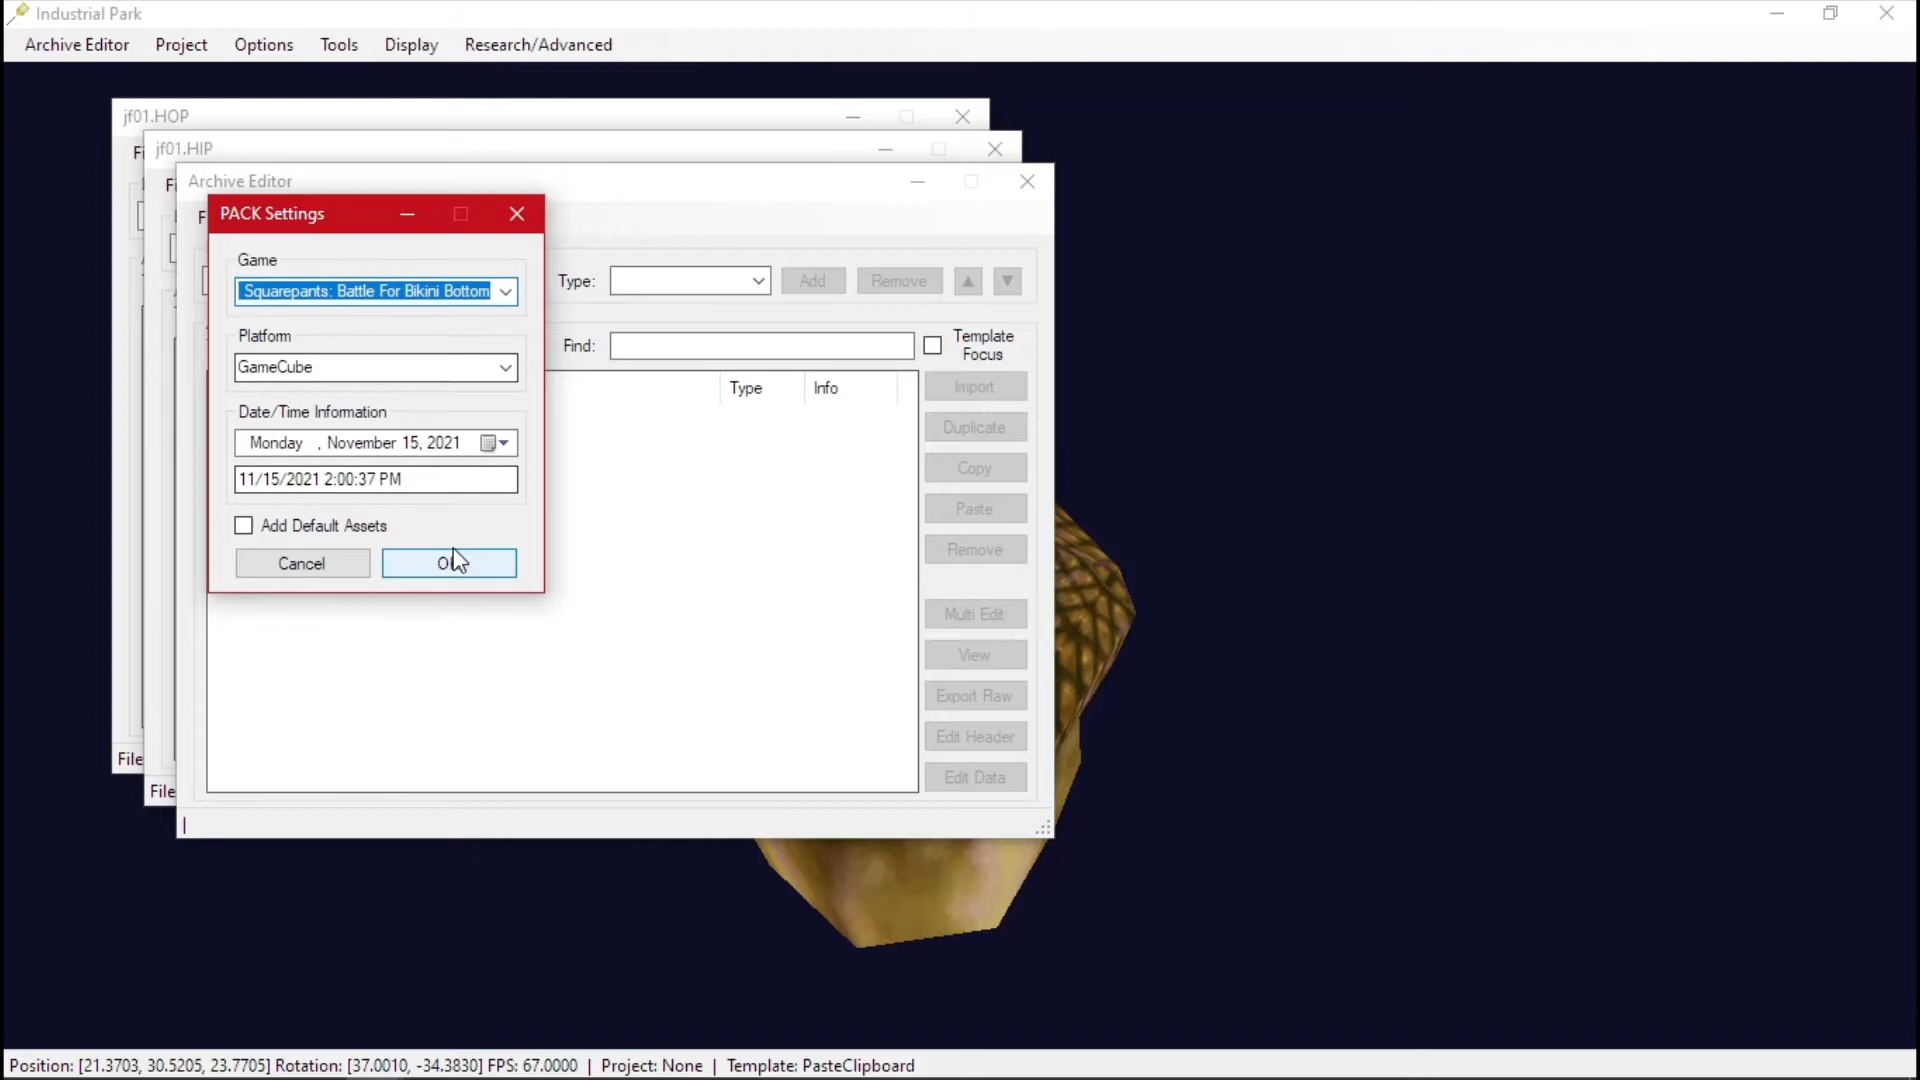 Industrial Park
Archive Editor Project Options Tools Display Research/Advanced
jf01.HOP
jf01.HIP
Archive Editor
PACK Settings
Game
Squarepants: Battle For Bikini Bottom
Type:
Add
Remove
Platform
GameCube
Find:
Template
Focus
Type
Info
Import
Date/Time Information
Monday , November 15, 2021
11/15/2021 2:00:37 PM
Duplicate
Copy
Paste
Add Default Assets
Cancel
Remove
Multi Edit
View
Export Raw
Edit Header
Edit Data
File
File
Position: [21.3703, 30.5205, 23.7705] Rotation: [37.0010, -34.3830] FPS: 67.0000 | Project: None | Template: PasteClipboard